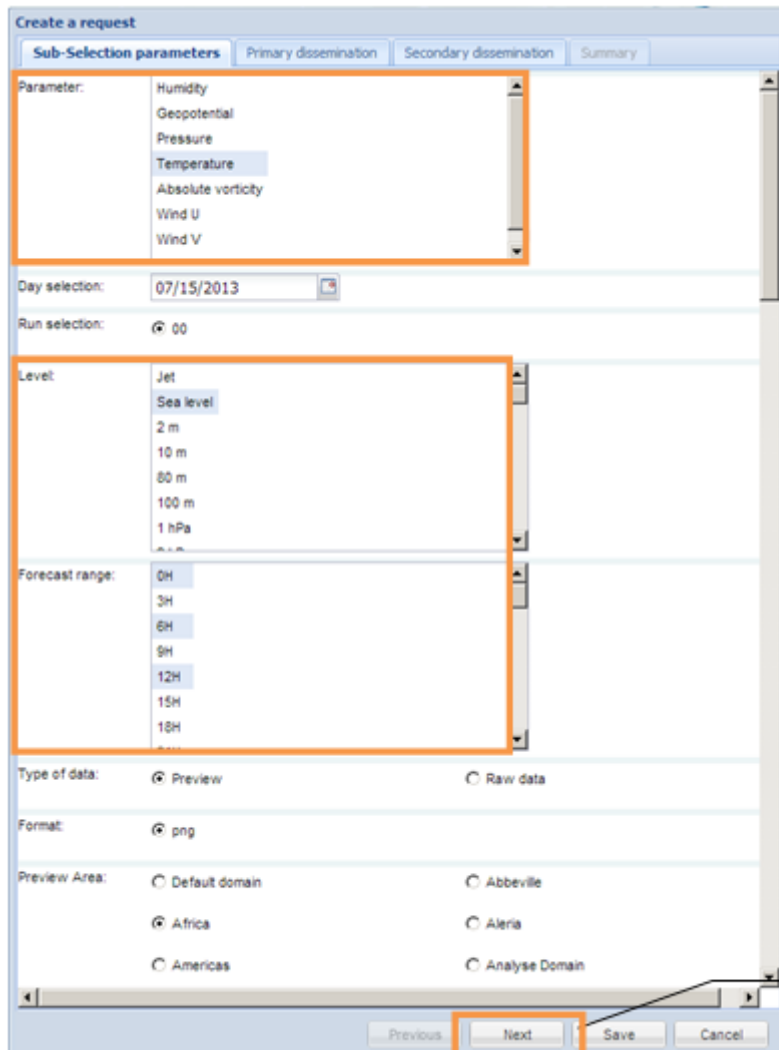 Create a request
Sub-Selection parameters Primary dissemination Secondary dissemination Summary
Parameter: Humidity
Geopotential
Pressure
Temperature
Absolute vorticity
Wind U
Wind V
Day selection: 07/15/2013
Run selection: 00
Level: Jet
Sea level
2 m
10 m
80 m
100 m
1 hPa
Forecast range: 0H
3H
6H
9H
12H
15H
18H
Type of data: Preview Raw data
Format: png
Preview Area: Default domain Abbeville
Africa Aleria
Americas Analyse Domain
Previous Next Save Cancel